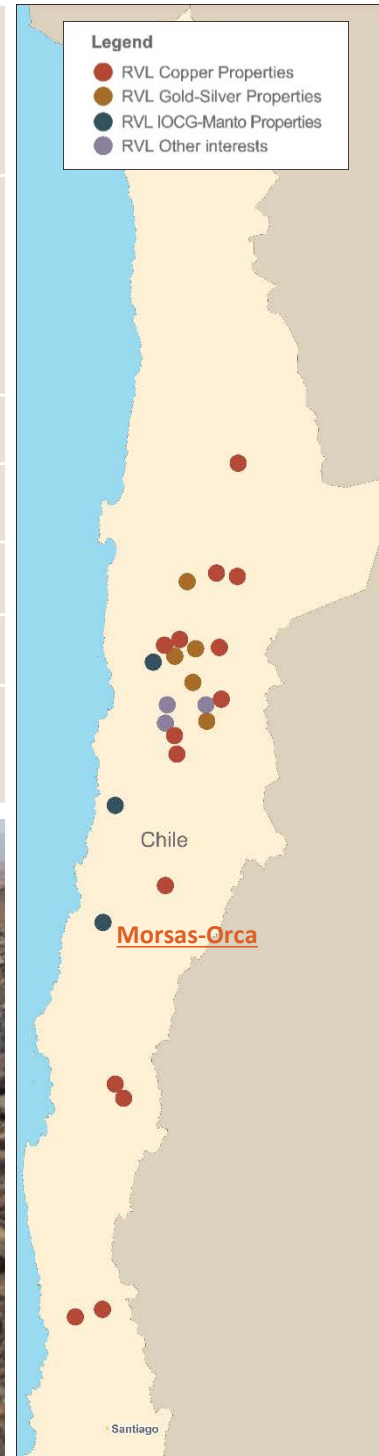 Legend
RVL Copper Properties
RVL Gold-Silver Properties
RVL IOCG-Manto Properties
RVL Other interests
Chile
Morsas-Orca
Santiago